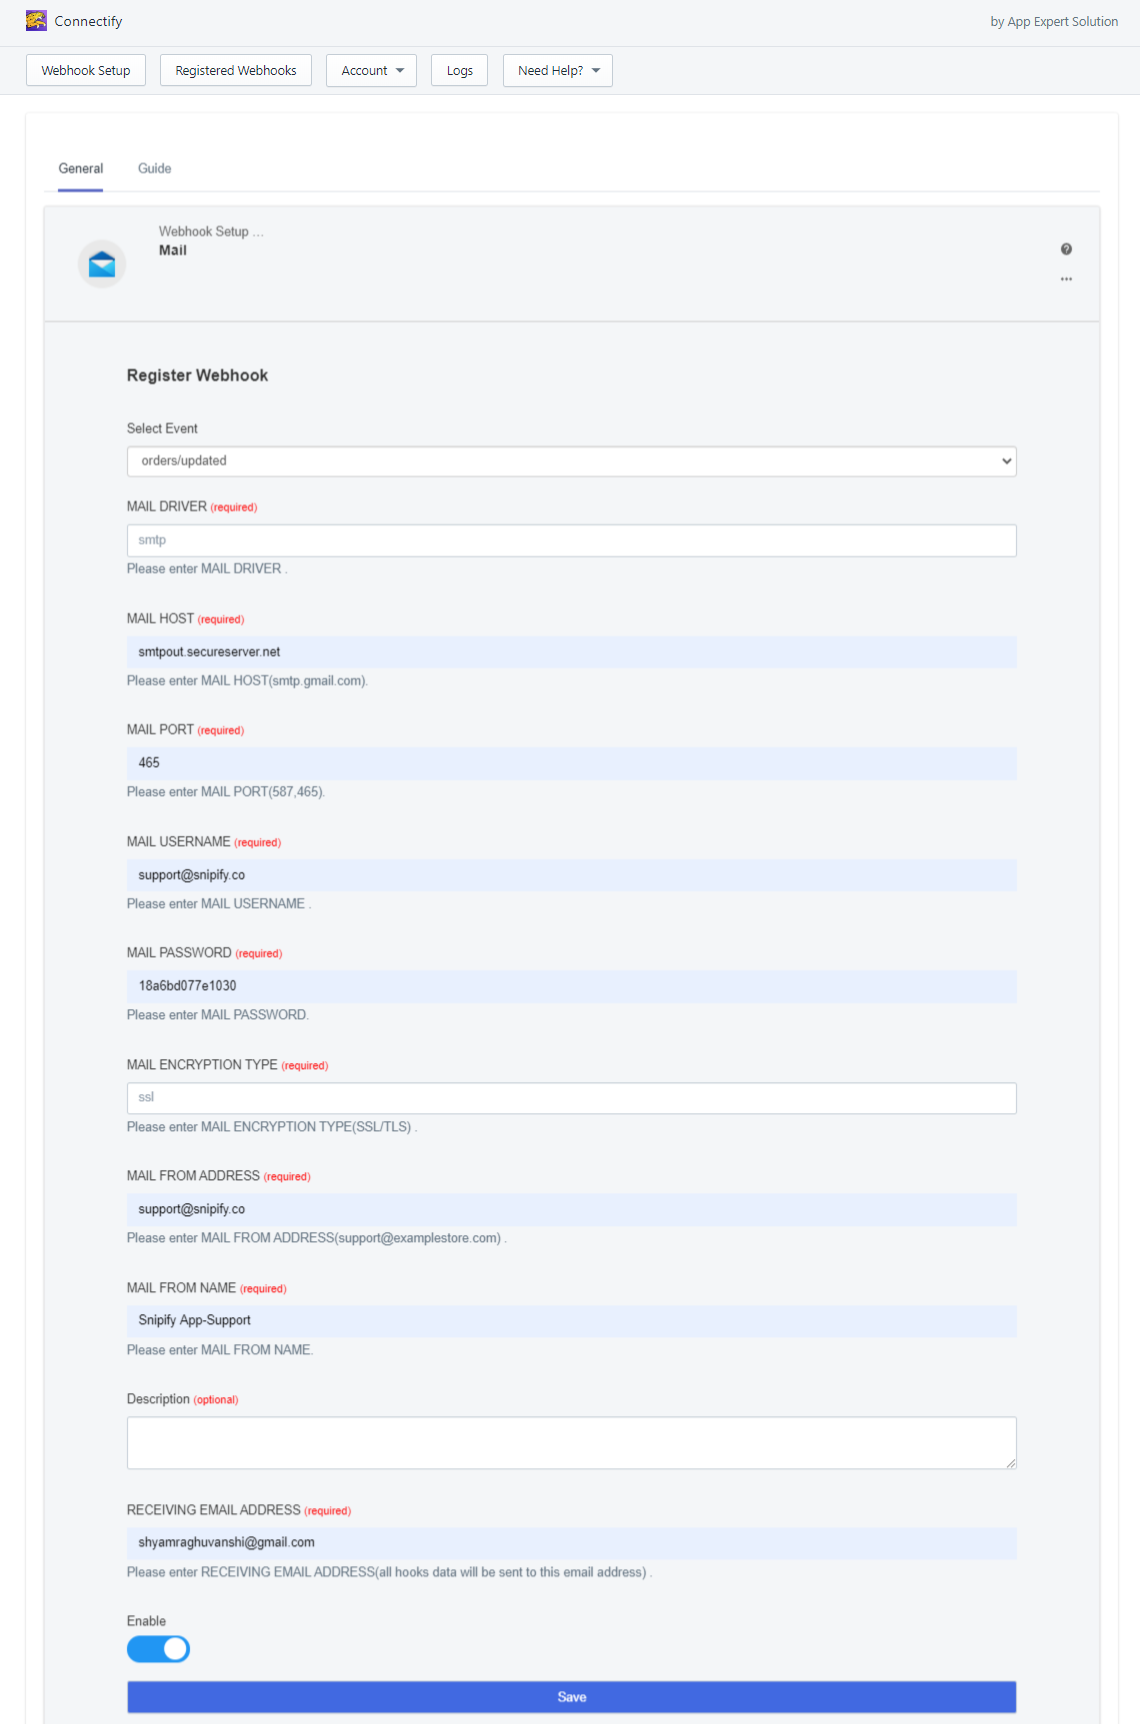 Connectify
by App Expert Solution
Webhook Setup
Registered Webhooks
Account
Logs
Need Help?
General
Guide
Webhook Setup ...
Mail
Register Webhook
Select Event
orders/updated
MAIL DRIVER (required)
smtp
Please enter MAIL DRIVER .
MAIL HOST (required)
smtpout.secureserver.net
Please enter MAIL HOST(smtp.gmail.com).
MAIL PORT (required)
465
Please enter MAIL PORT(587,465).
MAIL USERNAME (required)
support@snipify.co
Please enter MAIL USERNAME .
MAIL PASSWORD (required)
18a6bd077e1030
Please enter MAIL PASSWORD.
MAIL ENCRYPTION TYPE (required)
ssl
Please enter MAIL ENCRYPTION TYPE(SSL/TLS) .
MAIL FROM ADDRESS (required)
support@snipify.co
Please enter MAIL FROM ADDRESS(support@examplestore.com) .
MAIL FROM NAME (required)
Snipify App-Support
Please enter MAIL FROM NAME.
Description (optional)
RECEIVING EMAIL ADDRESS (required)
shyamraghuvanshi@gmail.com
Please enter RECEIVING EMAIL ADDRESS(all hooks data will be sent to this email address) .
Enable
Save